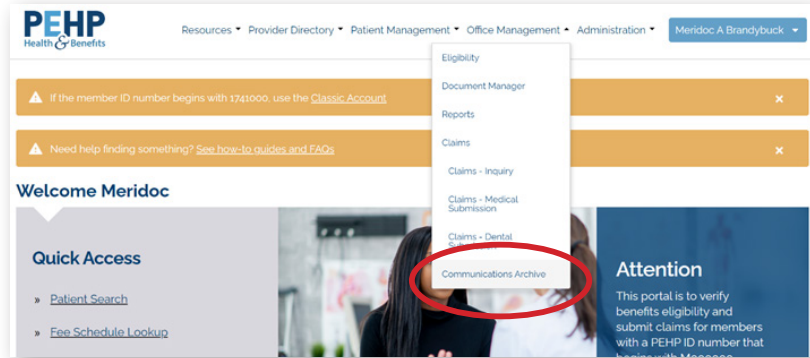 PEHP
Health & Benefits
Resources Provider Directory Patient Management Office Management Administration Meridoc A Brandybuck
Eligibility
Document Manager
Reports
Claims
Claims - Inquiry
Claims - Medical
Submission
Claims - Dental
Submission
Communications Archive
If the member ID number begins with 1741000, use the Classic Account
Need help finding something? See how-to guides and FAQs
Welcome Meridoc
Quick Access
» Patient Search
» Fee Schedule Lookup
Attention
This portal is to verify
benefits eligibility and
submit claims for members
with a PEHP ID number that